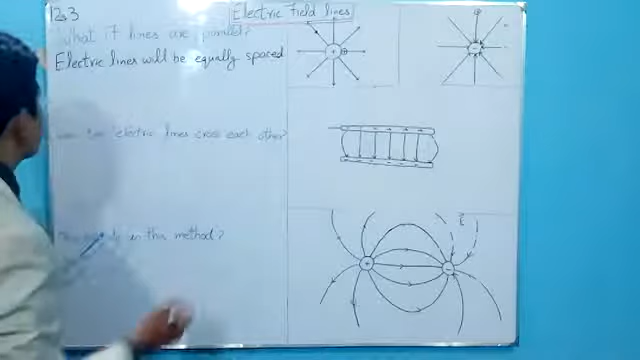 12.3
Electric Field lines
What if lines are parallel?
Electric lines will be equally spaced
can electric lines cross each other?
in this method?
+
-
+
-
E